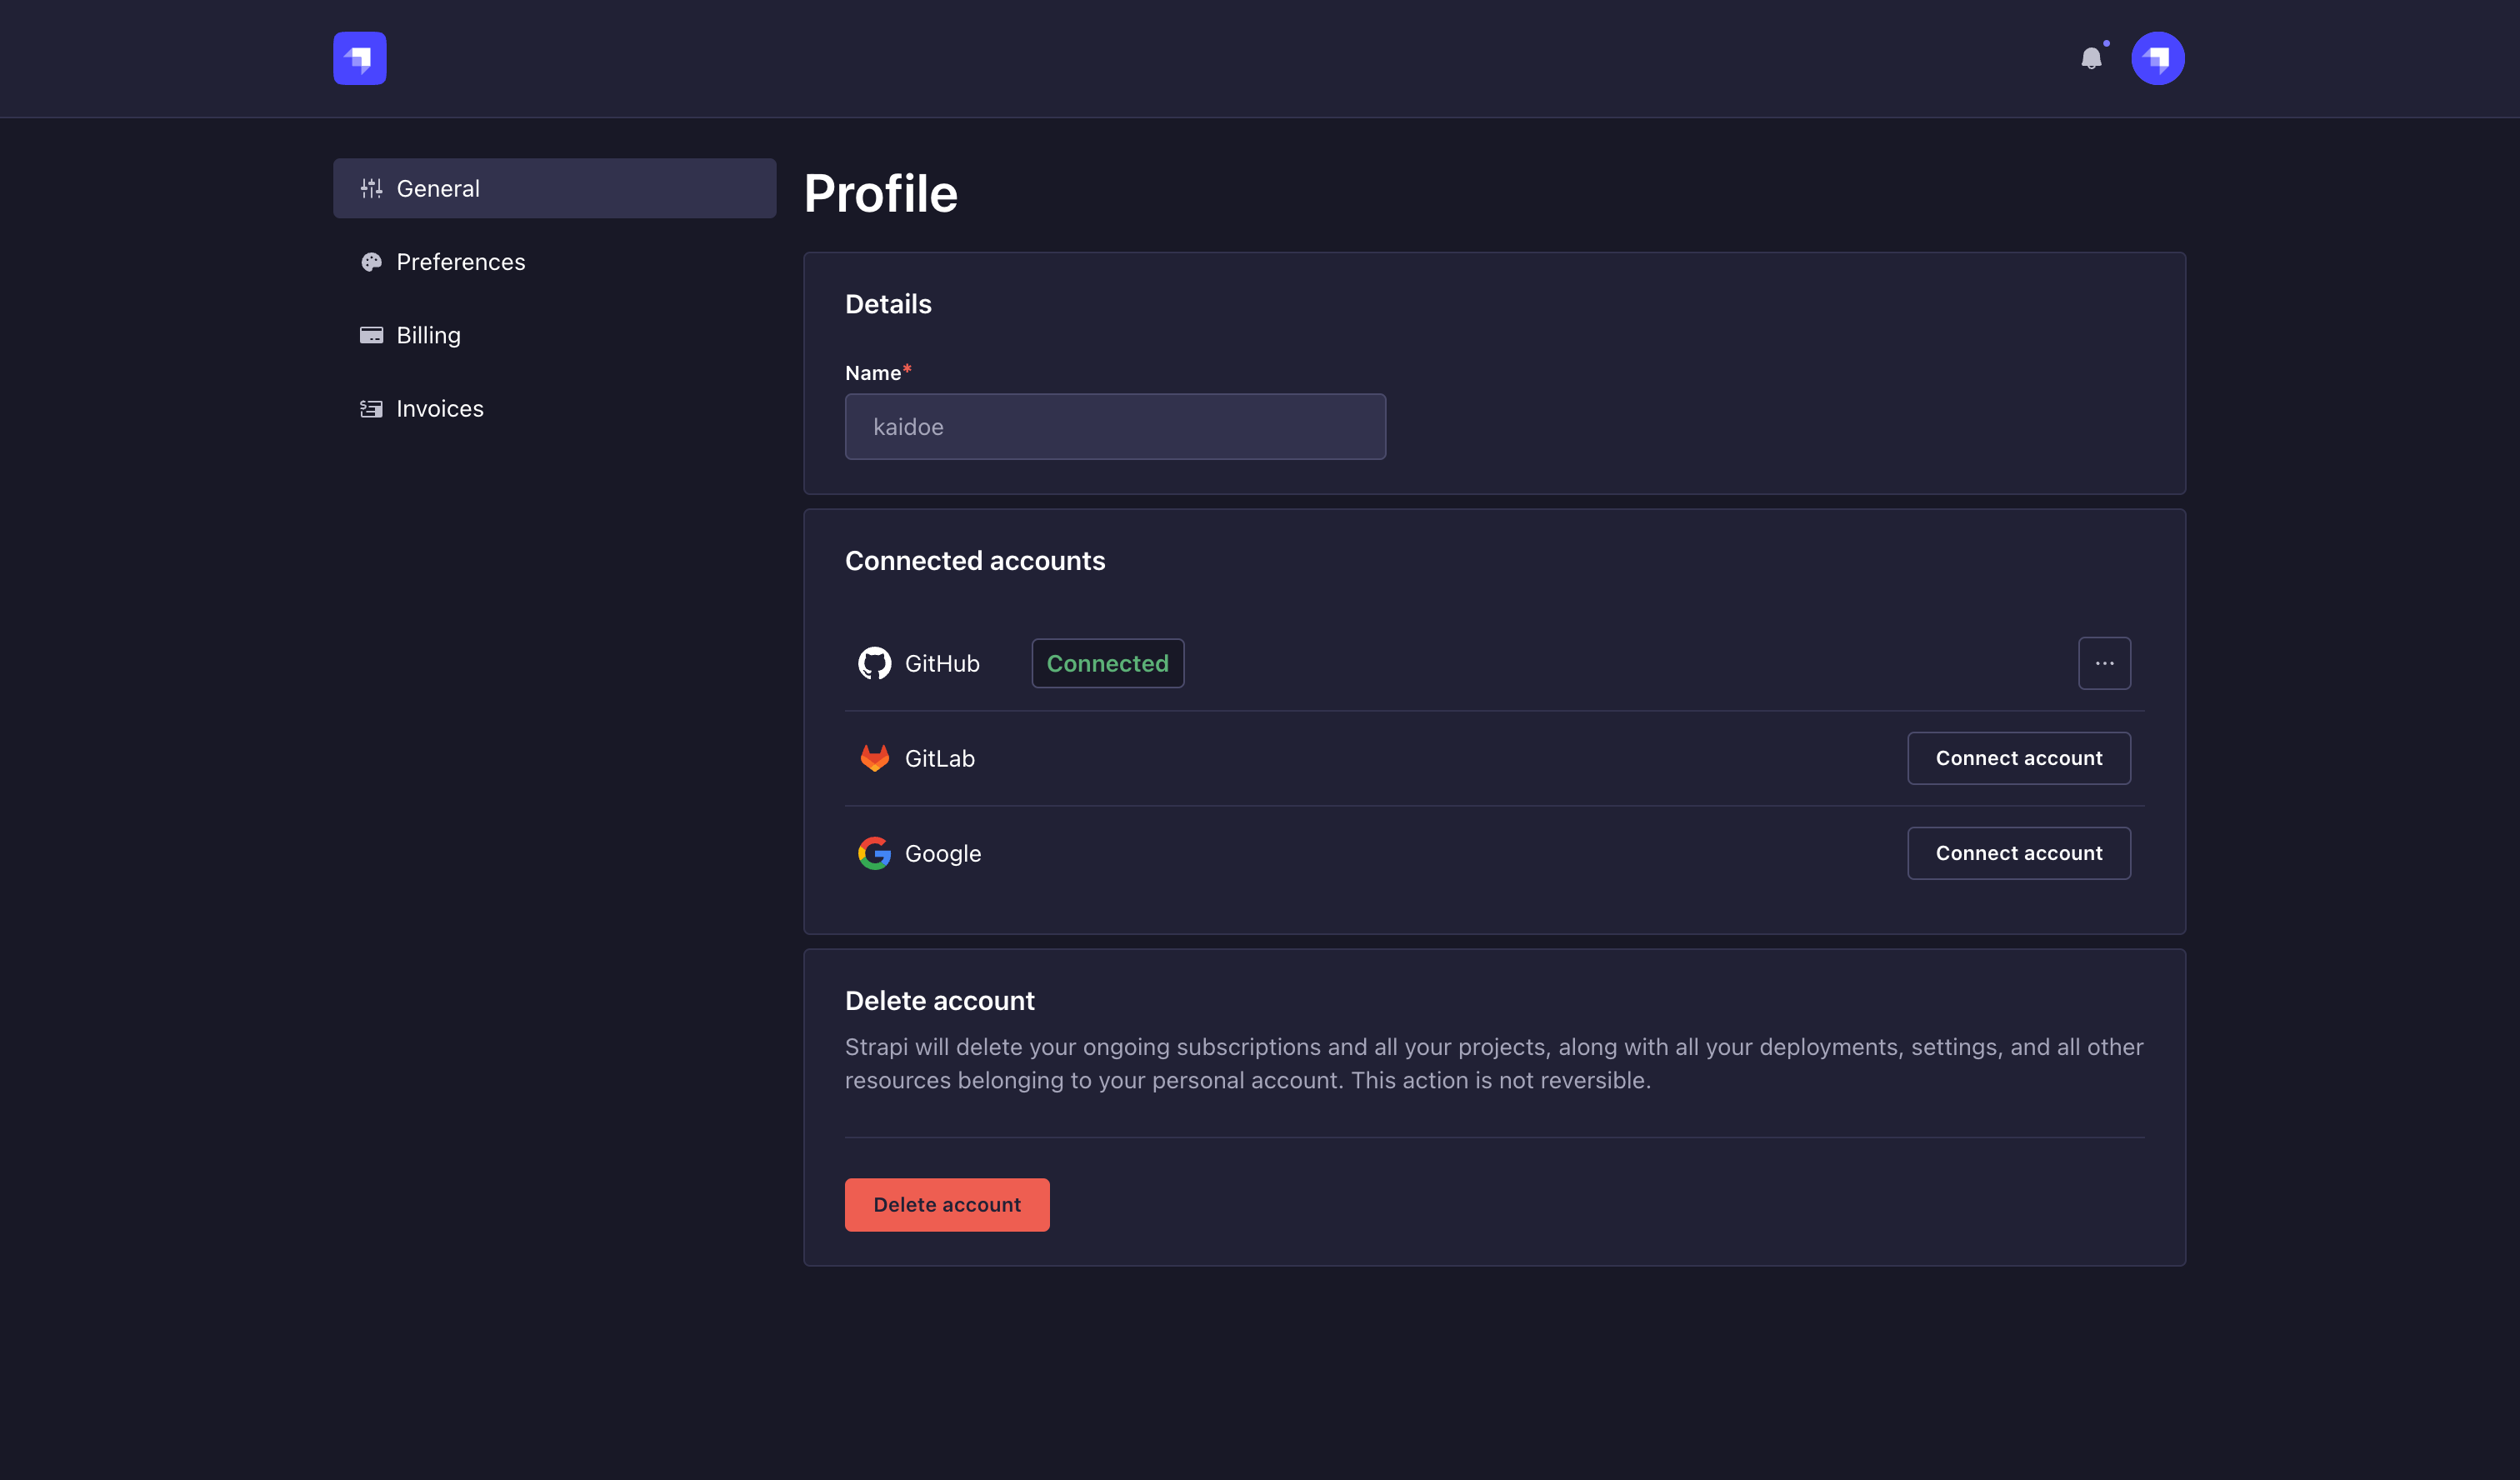 General
Preferences
Billing
Invoices
Profile
Details
Name*
kaidoe
Connected accounts
GitHub
Connected
GitLab
Connect account
Google
Connect account
Delete account
Strapi will delete your ongoing subscriptions and all your projects, along with all your deployments, settings, and all other
resources belonging to your personal account. This action is not reversible.
Delete account